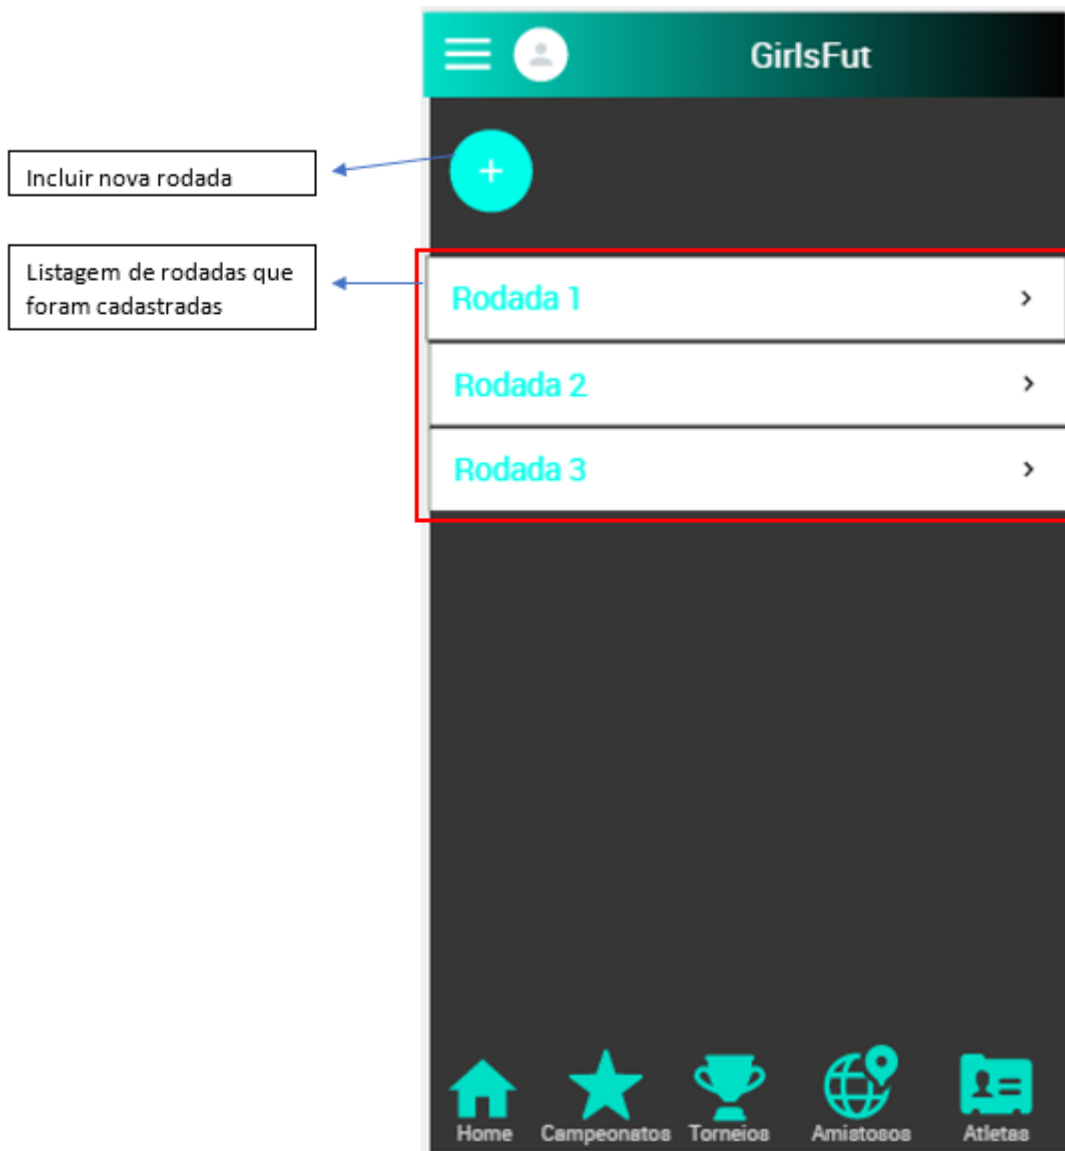 GirlsFut
Incluir nova rodada
+
Listagem de rodadas que
foram cadastradas
Rodada 1
Rodada 2
Rodada 3
Home Campeonatos Torneios Amistosos Atletas